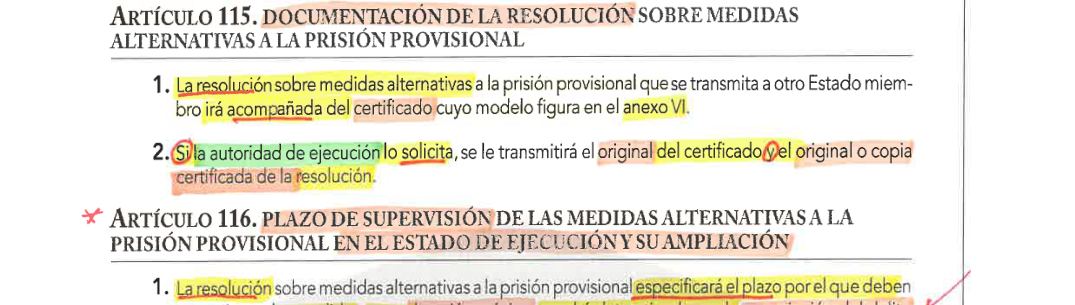 ARTÍCULO 115. DOCUMENTACIÓN DE LA RESOLUCIÓN SOBRE MEDIDAS
ALTERNATIVAS A LA PRISIÓN PROVISIONAL
1. La resolución sobre medidas alternativas a la prisión provisional que se transmita a otro Estado miem-
bro irá acompañada del certificado cuyo modelo figura en el anexo VI.
2. Si la autoridad de ejecución lo solicita, se le transmitirá el original del certificado y el original o copia
certificada de la resolución.
ARTÍCULO 116. PLAZO DE SUPERVISIÓN DE LAS MEDIDAS ALTERNATIVAS A LA
PRISIÓN PROVISIONAL EN EL ESTADO DE EJECUCIÓN Y SU AMPLIACIÓN
1. La resolución sobre medidas alternativas a la prisión provisional especificará el plazo por el que deben